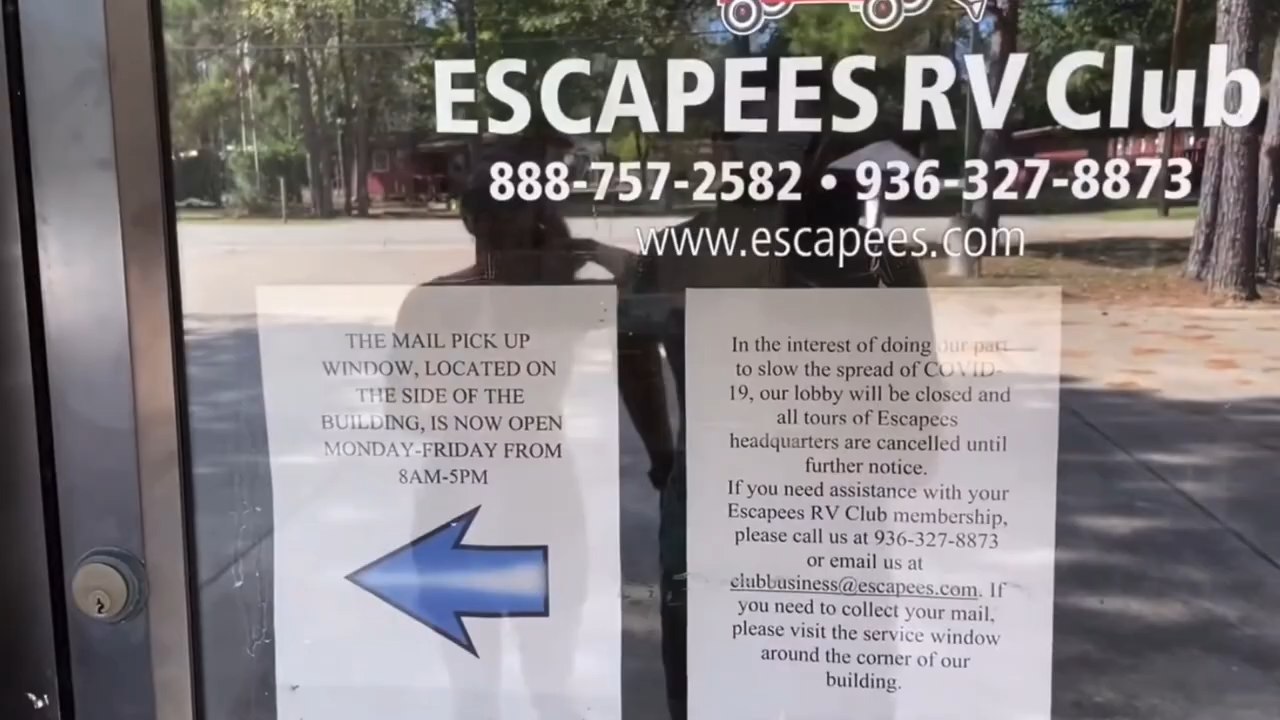 ESCAPEES RV Club
888-757-2582 • 936-327-8873
www.escapees.com
THE MAIL PICK UP
WINDOW, LOCATED ON
THE SIDE OF THE
BUILDING, IS NOW OPEN
MONDAY-FRIDAY FROM
8AM-5PM
In the interest of doing our part
to slow the spread of COVID-
19, our lobby will be closed and
all tours of Escapees
headquarters are cancelled until
further notice.
If you need assistance with your
Escapees RV Club membership,
please call us at 936-327-8873
or email us at
clubbusiness@escapees.com. If
you need to collect your mail,
please visit the service window
around the corner of our
building.